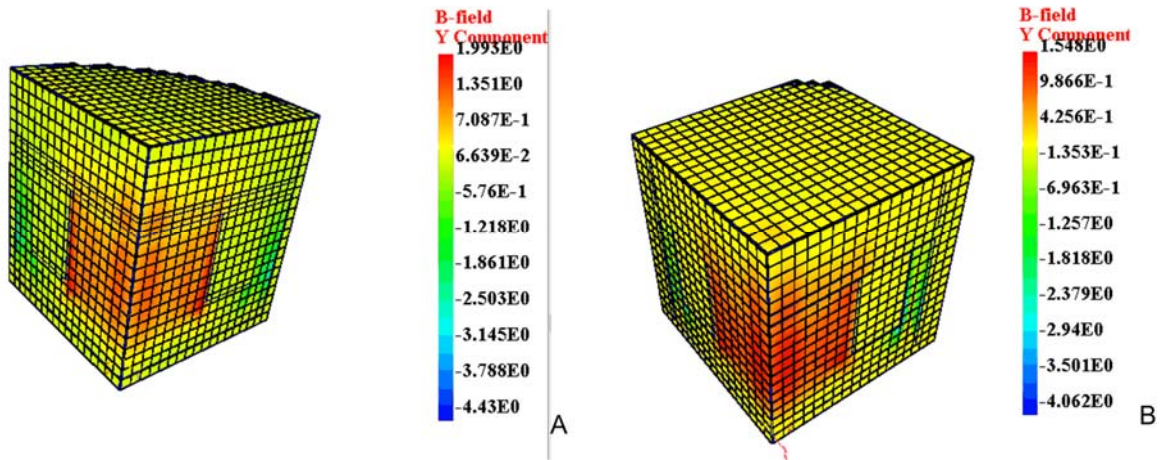 B-field
Y Component
1.993E0
1.351E0
7.087E-1
6.639E-2
-5.76E-1
-1.218E0
-1.861E0
-2.503E0
-3.145E0
-3.788E0
-4.43E0
A
B-field
Y Component
1.548E0
9.866E-1
4.256E-1
-1.353E-1
-6.963E-1
-1.257E0
-1.818E0
-2.379E0
-2.94E0
-3.501E0
-4.062E0
B